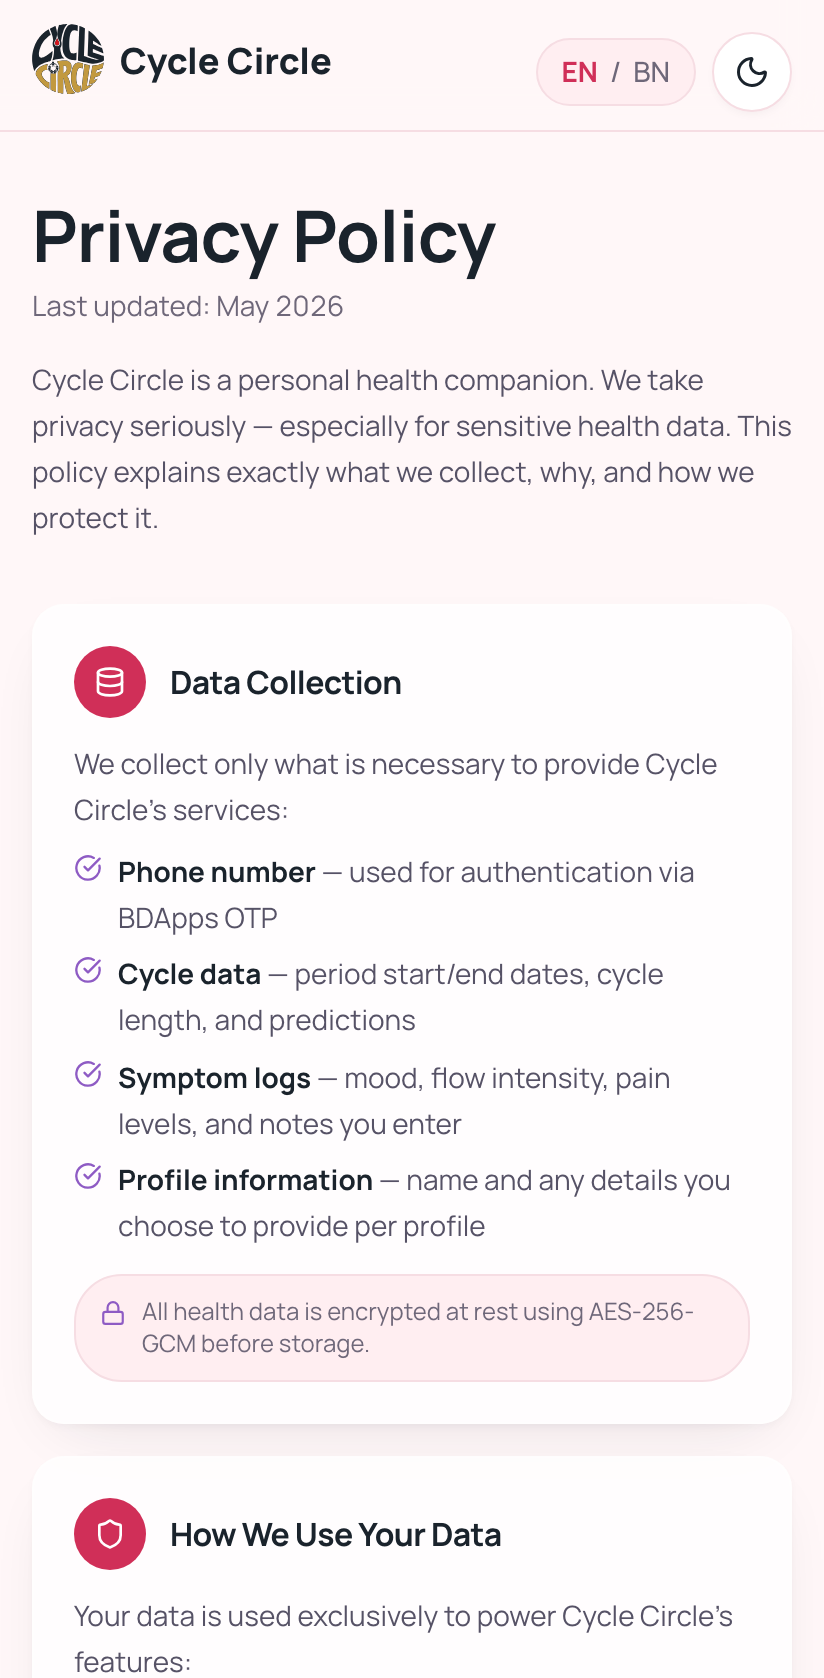 CYCLE
CIRCLE
Cycle Circle
EN / BN
Privacy Policy
Last updated: May 2026
Cycle Circle is a personal health companion. We take
privacy seriously — especially for sensitive health data. This
policy explains exactly what we collect, why, and how we
protect it.
Data Collection
We collect only what is necessary to provide Cycle
Circle’s services:
Phone number — used for authentication via
BDApps OTP
Cycle data — period start/end dates, cycle
length, and predictions
Symptom logs — mood, flow intensity, pain
levels, and notes you enter
Profile information — name and any details you
choose to provide per profile
All health data is encrypted at rest using AES-256-
GCM before storage.
How We Use Your Data
Your data is used exclusively to power Cycle Circle’s
features: